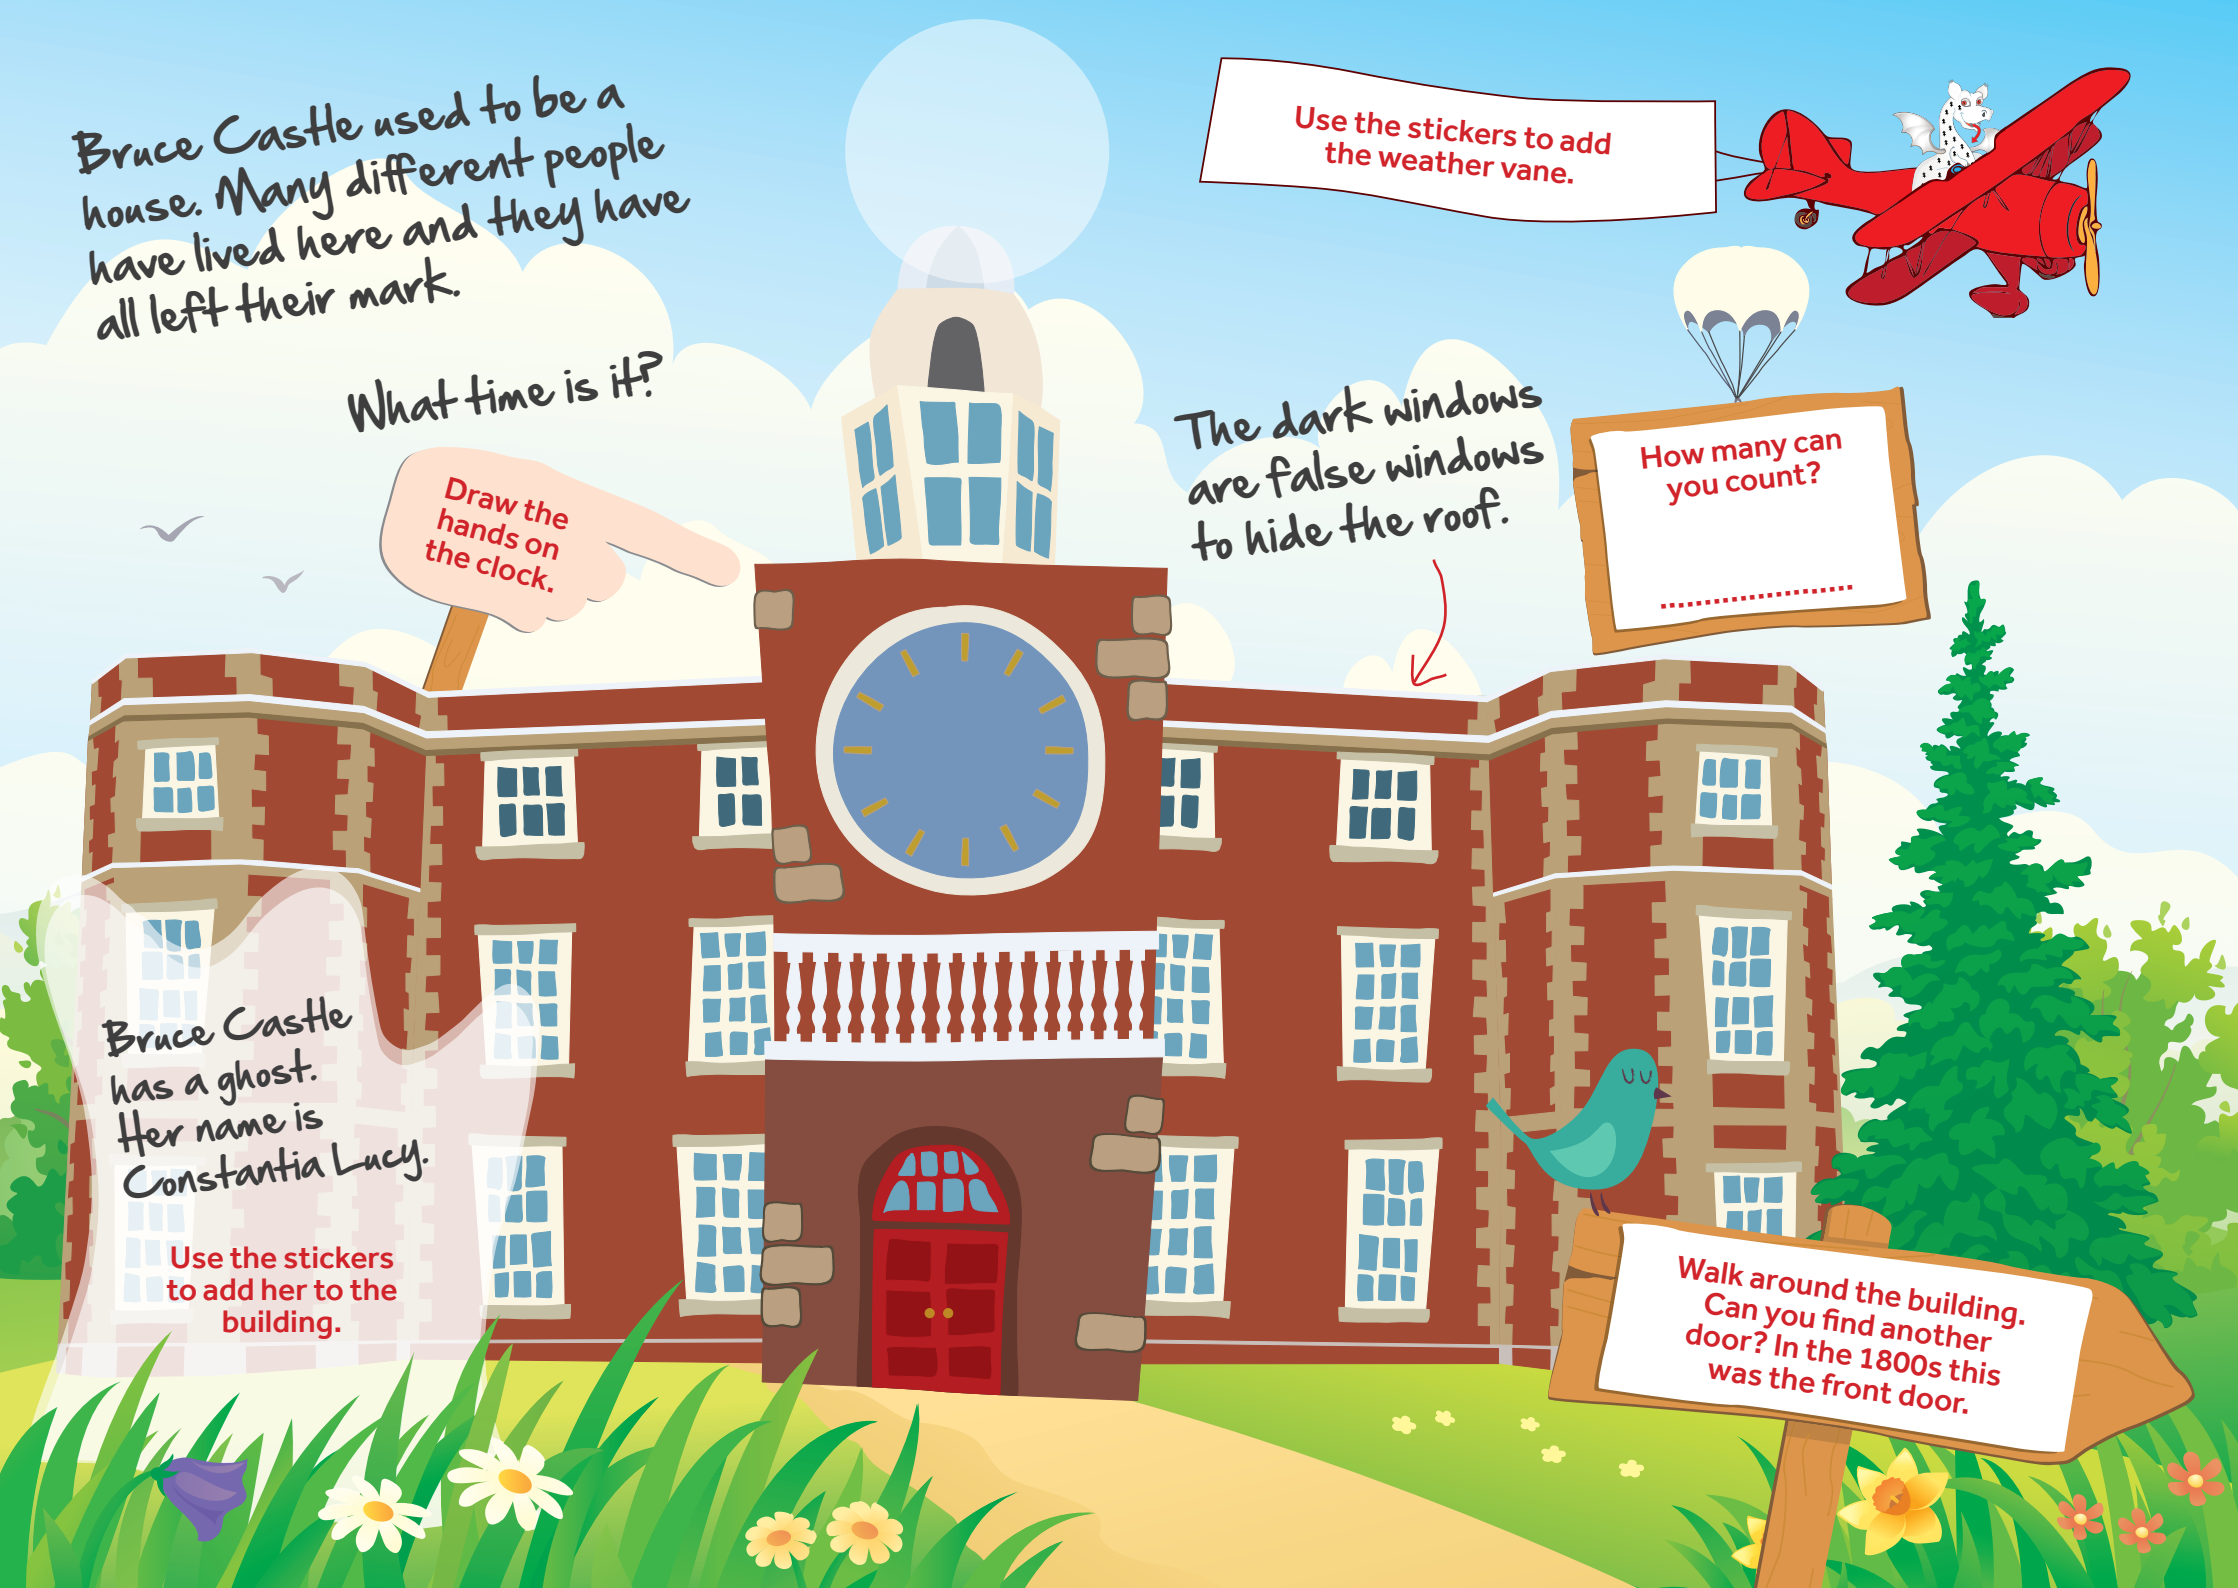 Bruce Castle used to be a
house. Many different people
have lived here and they have
all left their mark.
What time is it?
Draw the
hands on
the clock.
Use the stickers to add
the weather vane.
The dark windows
are false windows
to hide the roof.
How many can
you count?
......................
Bruce Castle
has a ghost.
Her name is
Constantia Lucy.
Use the stickers
to add her to the
building.
Walk around the building.
Can you find another
door? In the 1800s this
was the front door.